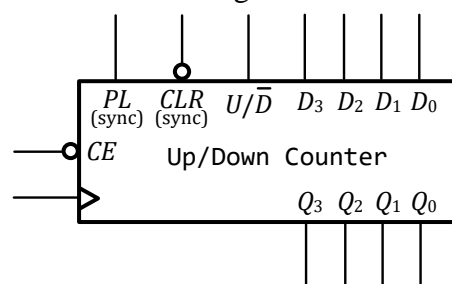 PL CLR U/D̅ D₃ D₂ D₁ D₀
(sync) (sync)
CE
Up/Down Counter
Q₃ Q₂ Q₁ Q₀